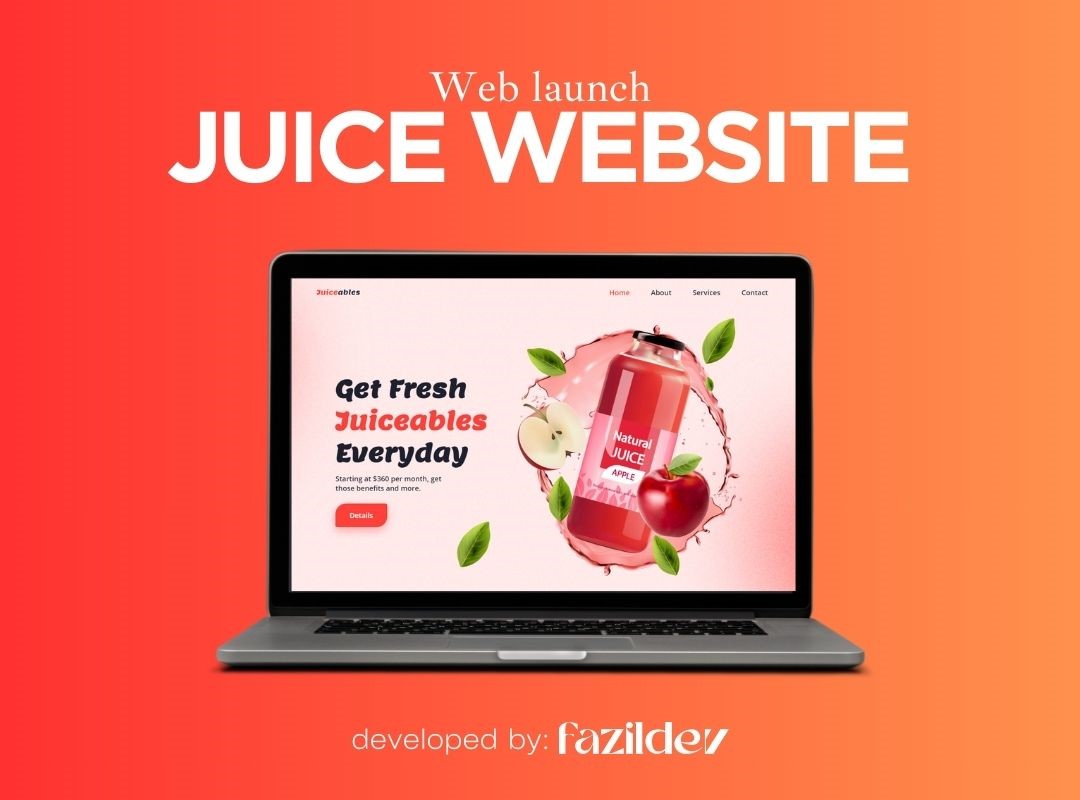 Web launch
JUICE WEBSITE
Juiceables
Home About Services Contact
Get Fresh
Juiceables
Everyday
Starting at $360 per month, get
those benefits and more.
Details
Natural
JUICE
APPLE
developed by: fazildev